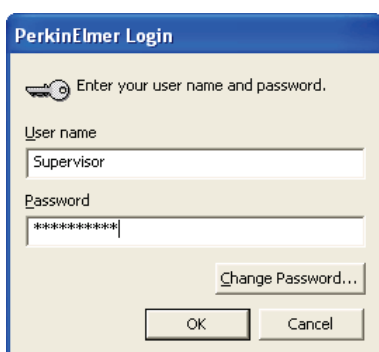 PerkinElmer Login
Enter your user name and password.
User name
Supervisor
Password
**********
Change Password...
OK Cancel